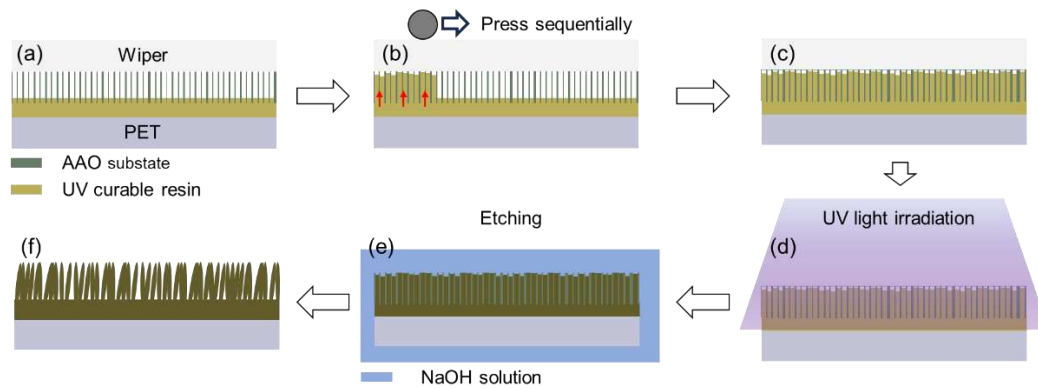 Press sequentially
(a)
Wiper
(b)
(c)
PET
AAO substate
UV curable resin
Etching
UV light irradiation
(f)
(e)
(d)
NaOH solution